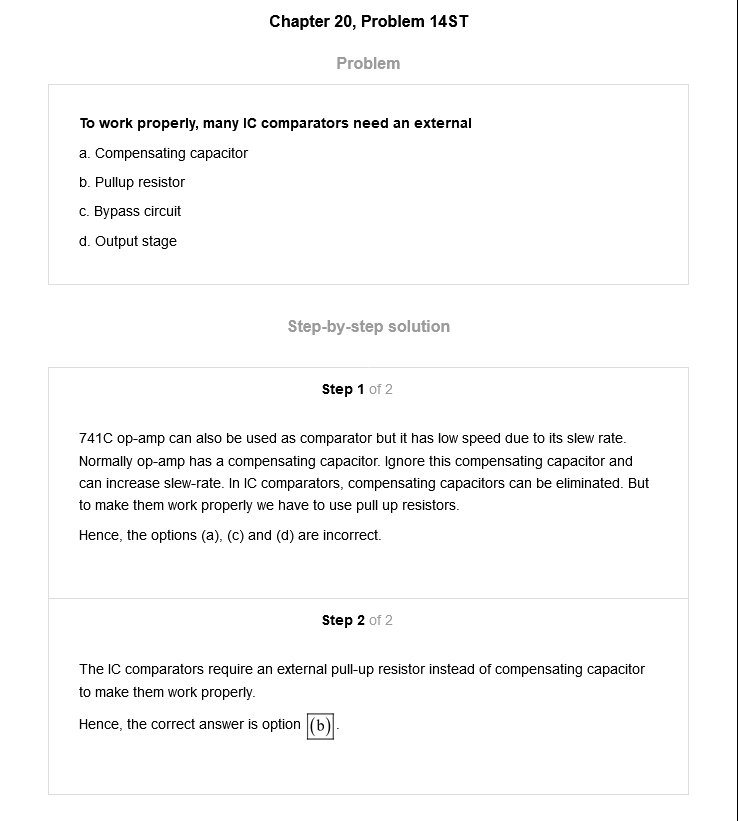 Chapter 20, Problem 14ST
Problem
To work properly, many IC comparators need an external
a. Compensating capacitor
b. Pullup resistor
c. Bypass circuit
d. Output stage
Step-by-step solution
Step 1 of 2
741C op-amp can also be used as comparator but it has low speed due to its slew rate.
Normally op-amp has a compensating capacitor. Ignore this compensating capacitor and
can increase slew-rate. In IC comparators, compensating capacitors can be eliminated. But
to make them work properly we have to use pull up resistors.
Hence, the options (a), (c) and (d) are incorrect.
Step 2 of 2
The IC comparators require an external pull-up resistor instead of compensating capacitor
to make them work properly.
Hence, the correct answer is option (b).